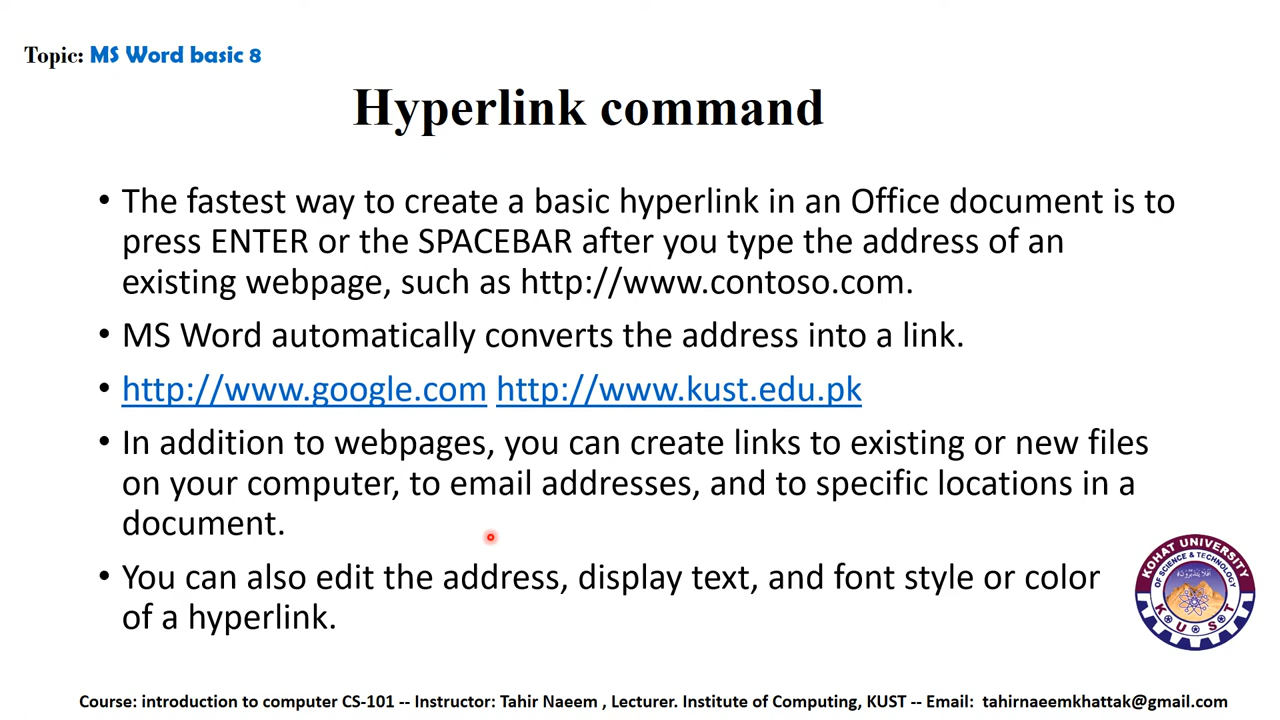 Topic: MS Word basic 8
Hyperlink command
• The fastest way to create a basic hyperlink in an Office document is to
press ENTER or the SPACEBAR after you type the address of an
existing webpage, such as http://www.contoso.com.
• MS Word automatically converts the address into a link.
• http://www.google.com http://www.kust.edu.pk
• In addition to webpages, you can create links to existing or new files
on your computer, to email addresses, and to specific locations in a
document.
• You can also edit the address, display text, and font style or color
of a hyperlink.
KOHAT UNIVERSITY
OF SCIENCE & TECHNOLOGY
K U S T
Course: introduction to computer CS-101 -- Instructor: Tahir Naeem , Lecturer. Institute of Computing, KUST -- Email: tahirnaeemkhattak@gmail.com